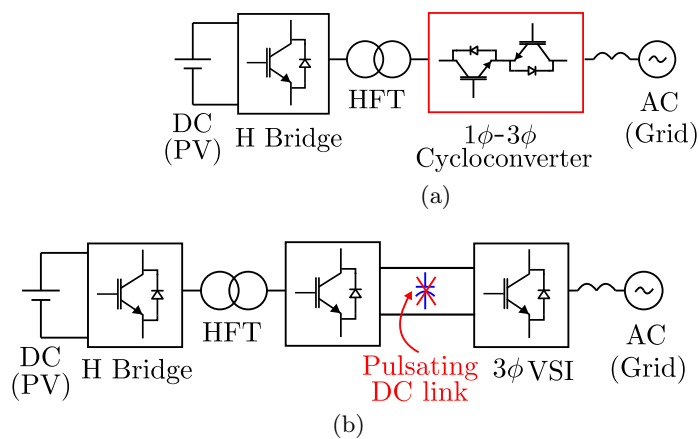 HFT
DC
(PV)
H Bridge
1ϕ-3ϕ
Cycloconverter
AC
(Grid)
(a)
HFT
DC
(PV)
H Bridge
Pulsating
DC link
3ϕ VSI
AC
(Grid)
(b)